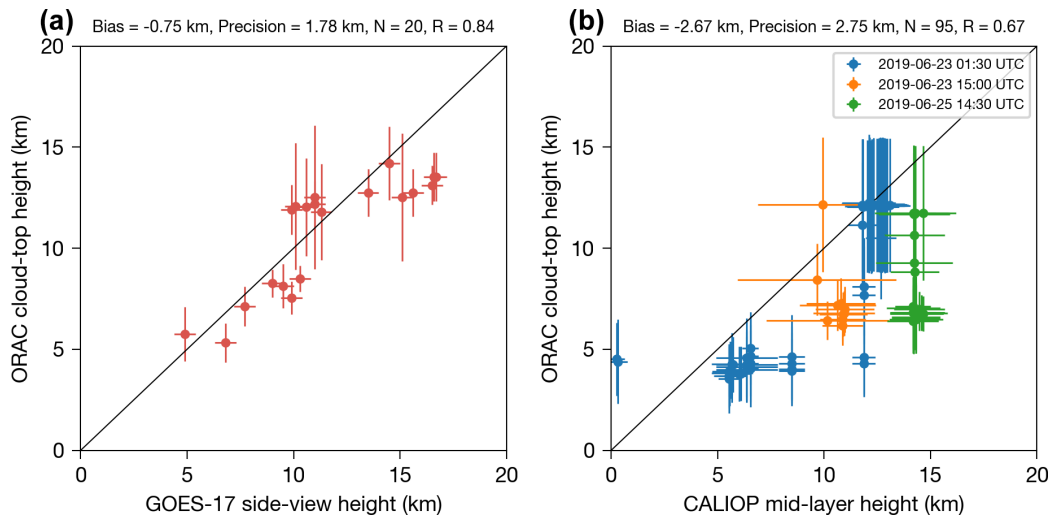 (a)
Bias = -0.75 km, Precision = 1.78 km, N = 20, R = 0.84
20
15
10
5
0
ORAC cloud-top height (km)
0 5 10 15 20
GOES-17 side-view height (km)
(b)
Bias = -2.67 km, Precision = 2.75 km, N = 95, R = 0.67
2019-06-23 01:30 UTC
2019-06-23 15:00 UTC
2019-06-25 14:30 UTC
20
15
10
5
0
ORAC cloud-top height (km)
0 5 10 15 20
CALIOP mid-layer height (km)